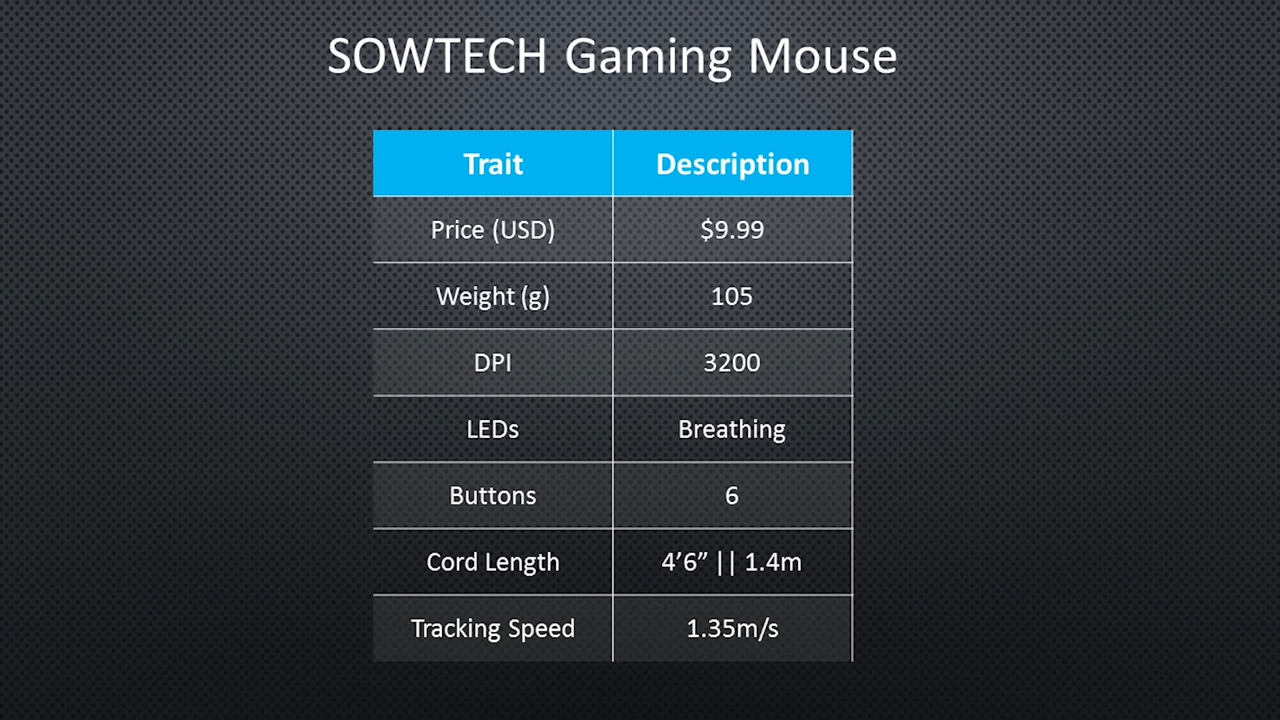 SOWTECH Gaming Mouse
Trait Description
Price (USD) $9.99
Weight (g) 105
DPI 3200
LEDs Breathing
Buttons 6
Cord Length 4’6” || 1.4m
Tracking Speed 1.35m/s